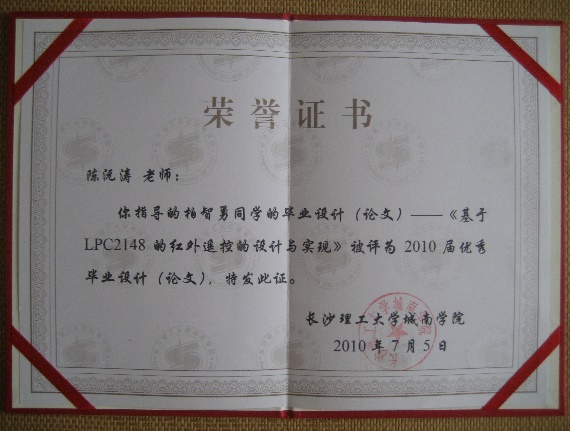 荣誉证书
陈沅涛 老师：
你指导的柏智勇同学的毕业设计（论文）——《基于
LPC2148 的红外遥控的设计与实现》被评为 2010 届优秀
毕业设计（论文），特发此证。
长沙理工大学城南学院
2010 年 7 月 5 日